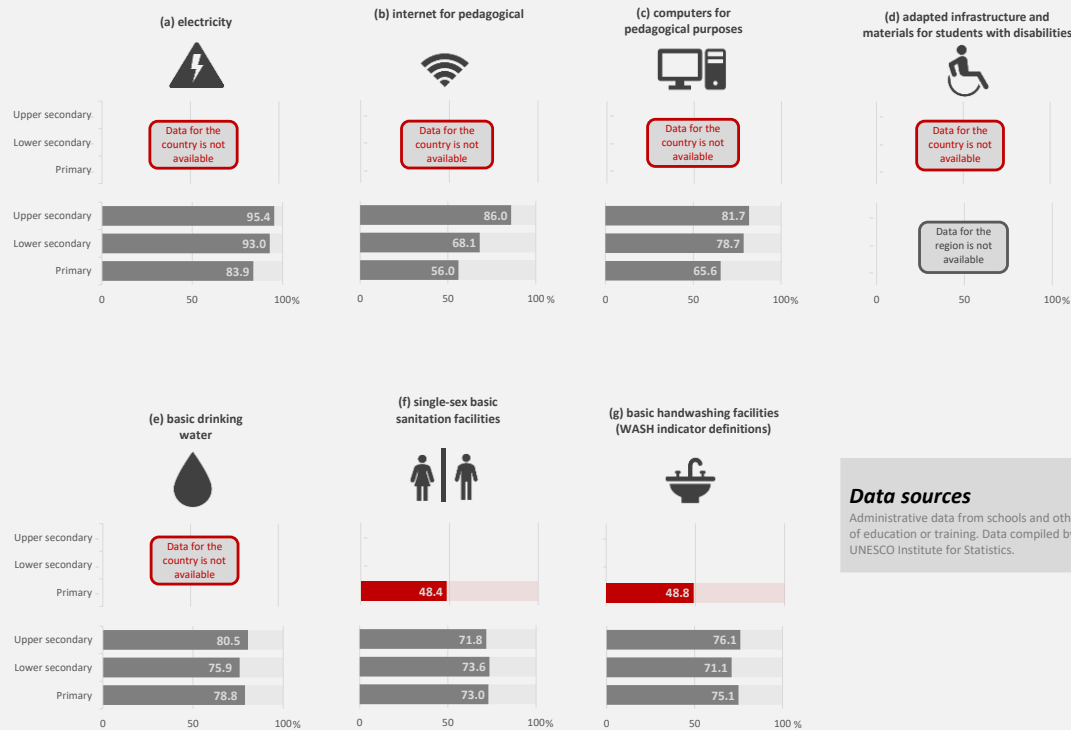 (a) electricity
(b) internet for pedagogical
(c) computers for
pedagogical purposes
(d) adapted infrastructure and
materials for students with disabilities
Upper secondary
Lower secondary
Primary
Data for the
country is not
available
Data for the
country is not
available
Data for the
country is not
available
Data for the
country is not
available
Upper secondary
Lower secondary
Primary
95.4
93.0
83.9
0 50 100%
86.0
68.1
56.0
0 50 100%
81.7
78.7
65.6
0 50 100%
Data for the
region is not
available
0 50 100%
(e) basic drinking
water
(f) single-sex basic
sanitation facilities
(g) basic handwashing facilities
(WASH indicator definitions)
Upper secondary
Lower secondary
Primary
Data for the
country is not
available
48.4
48.8
Upper secondary
Lower secondary
Primary
80.5
75.9
78.8
0 50 100%
71.8
73.6
73.0
0 50 100%
76.1
71.1
75.1
0 50 100 %
Data sources
Administrative data from schools and oth
of education or training. Data compiled by
UNESCO Institute for Statistics.